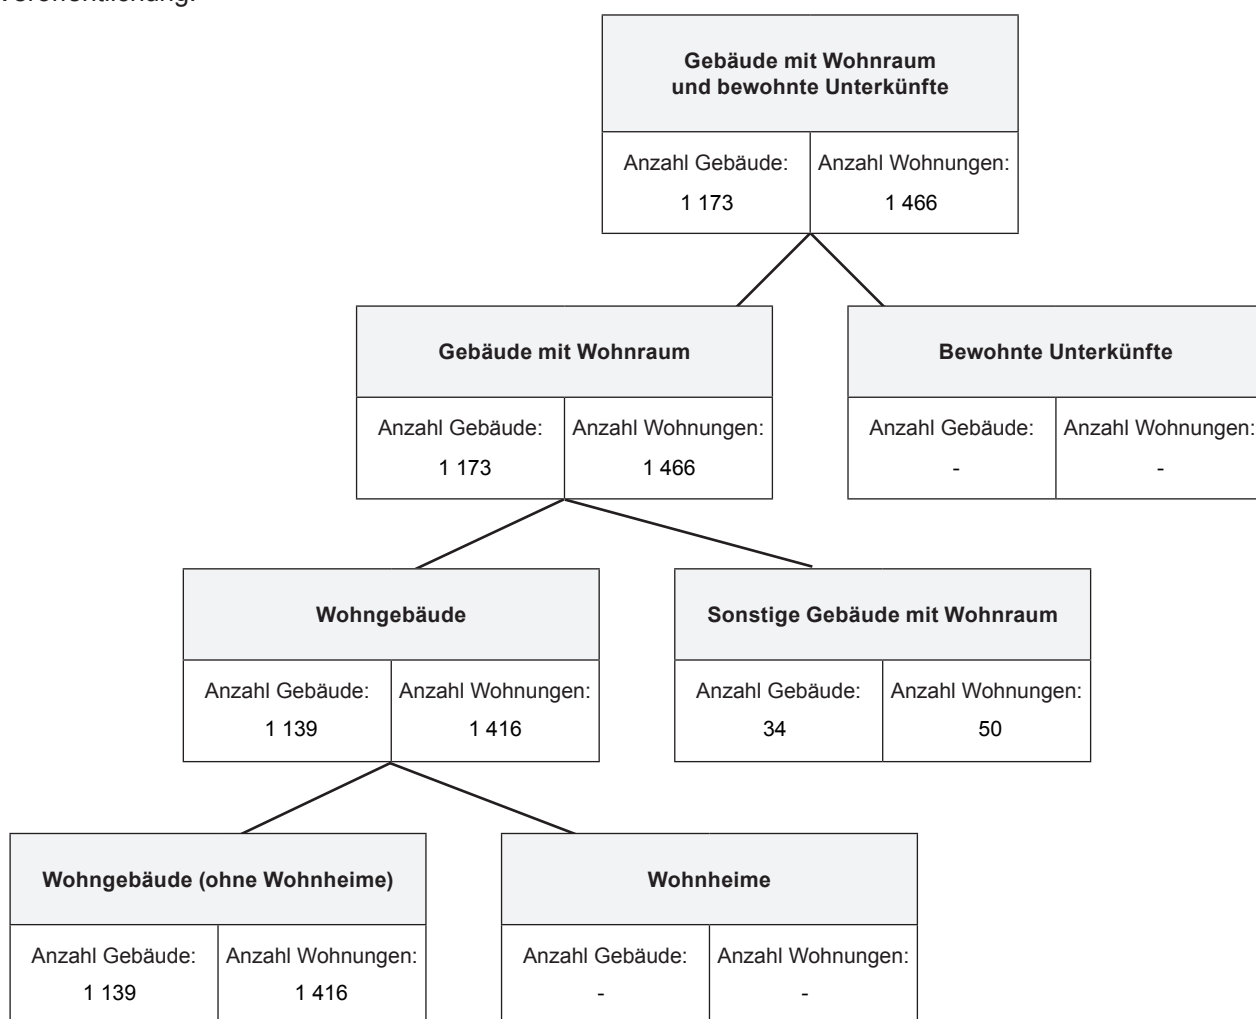 Veröffentlichung.
Gebäude mit Wohnraum
und bewohnte Unterkünfte
Anzahl Gebäude: Anzahl Wohnungen:
1 173 1 466
Gebäude mit Wohnraum Bewohnte Unterkünfte
Anzahl Gebäude: Anzahl Wohnungen: Anzahl Gebäude: Anzahl Wohnungen:
1 173 1 466 - -
Wohngebäude Sonstige Gebäude mit Wohnraum
Anzahl Gebäude: Anzahl Wohnungen: Anzahl Gebäude: Anzahl Wohnungen:
1 139 1 416 34 50
Wohngebäude (ohne Wohnheime) Wohnheime
Anzahl Gebäude: Anzahl Wohnungen: Anzahl Gebäude: Anzahl Wohnungen:
1 139 1 416 - -